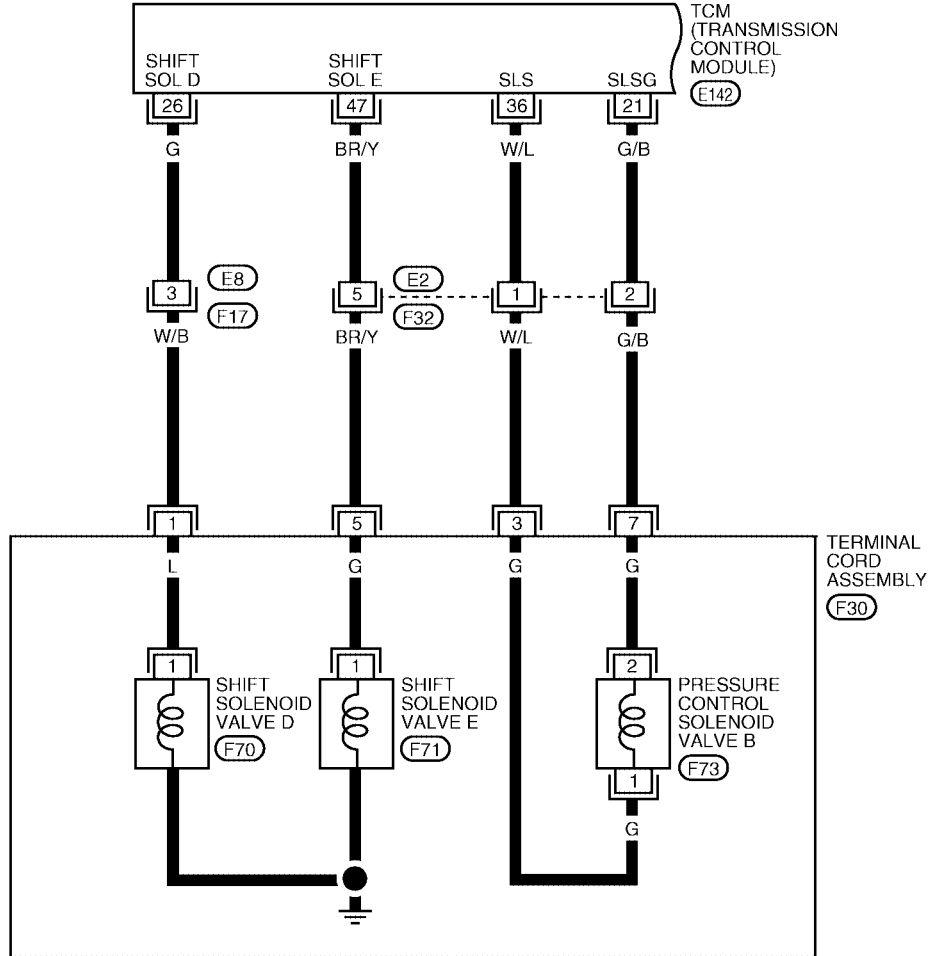 TCM
(TRANSMISSION
CONTROL
MODULE)
E142
SHIFT
SOL D
SHIFT
SOL E
SLS
SLSG
26
47
36
21
G
BR/Y
W/L
G/B
3
E8
F17
5
E2
F32
1
2
W/B
BR/Y
W/L
G/B
1
5
3
7
TERMINAL
CORD
ASSEMBLY
F30
L
G
G
G
1
SHIFT
SOLENOID
VALVE D
F70
1
SHIFT
SOLENOID
VALVE E
F71
2
PRESSURE
CONTROL
SOLENOID
VALVE B
F73
1
G